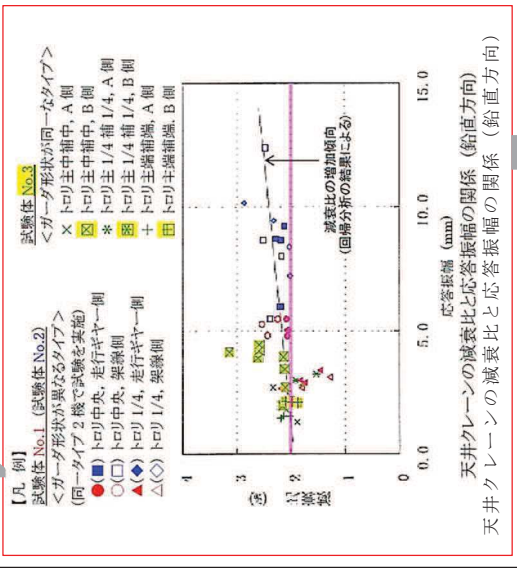 【凡　例】
試験体 No.1 (試験体 No.2)
＜ガーダ形状が異なるタイプ＞
(同一タイプ 2 機で試験を実施)
●(■) トロリ中央, 走行ギヤー側
○(□) トロリ中央, 架線側
▲(◆) トロリ 1/4, 走行ギヤー側
△(◇) トロリ 1/4, 架線側
試験体 No.3
＜ガーダ形状が同一なタイプ＞
× トロリ主中補中, A 側
トロリ主中補中, B 側
* トロリ主 1/4 補 1/4, A 側
トロリ主 1/4 補 1/4, B 側
+ トロリ主端補端, A 側
トロリ主端補端, B 側
減衰比 (%)
4
3
2
1
0
0.0
5.0
10.0
15.0
減衰比の増加傾向
(回帰分析の結果による)
応答振幅 (mm)
天井クレーンの減衰比と応答振幅の関係 (鉛直方向)
天井クレーンの減衰比と応答振幅の関係（鉛直方向）